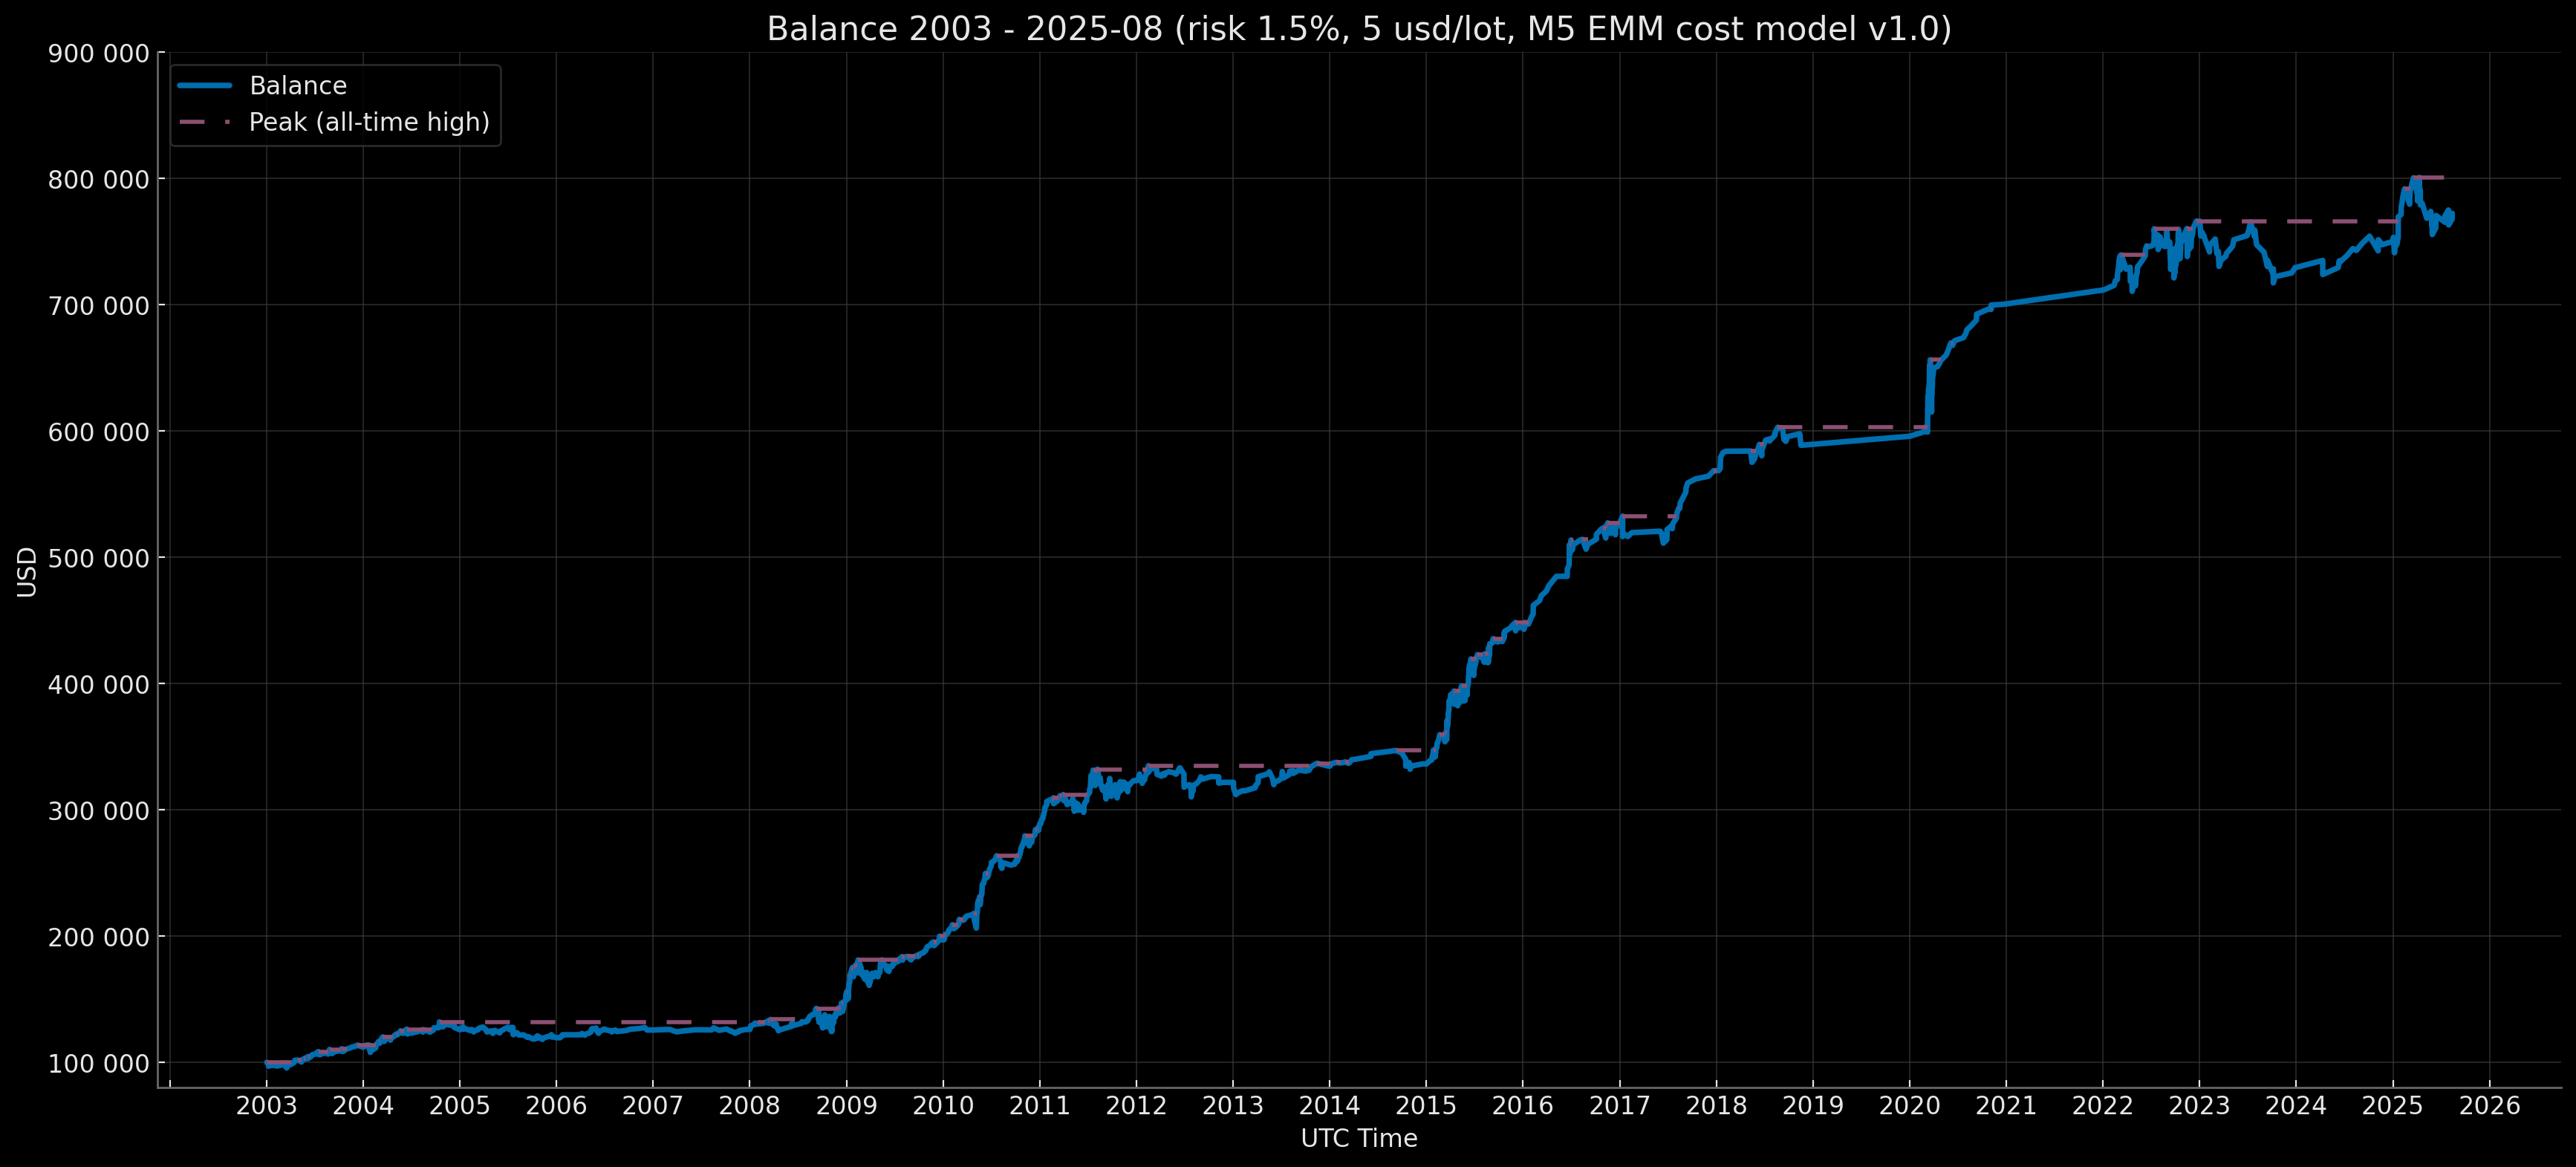 Balance 2003 - 2025-08 (risk 1.5%, 5 usd/lot, M5 EMM cost model v1.0)
Balance
Peak (all-time high)
900 000
800 000
700 000
600 000
500 000
400 000
300 000
200 000
100 000
USD
2003 2004 2005 2006 2007 2008 2009 2010 2011 2012 2013 2014 2015 2016 2017 2018 2019 2020 2021 2022 2023 2024 2025 2026
UTC Time